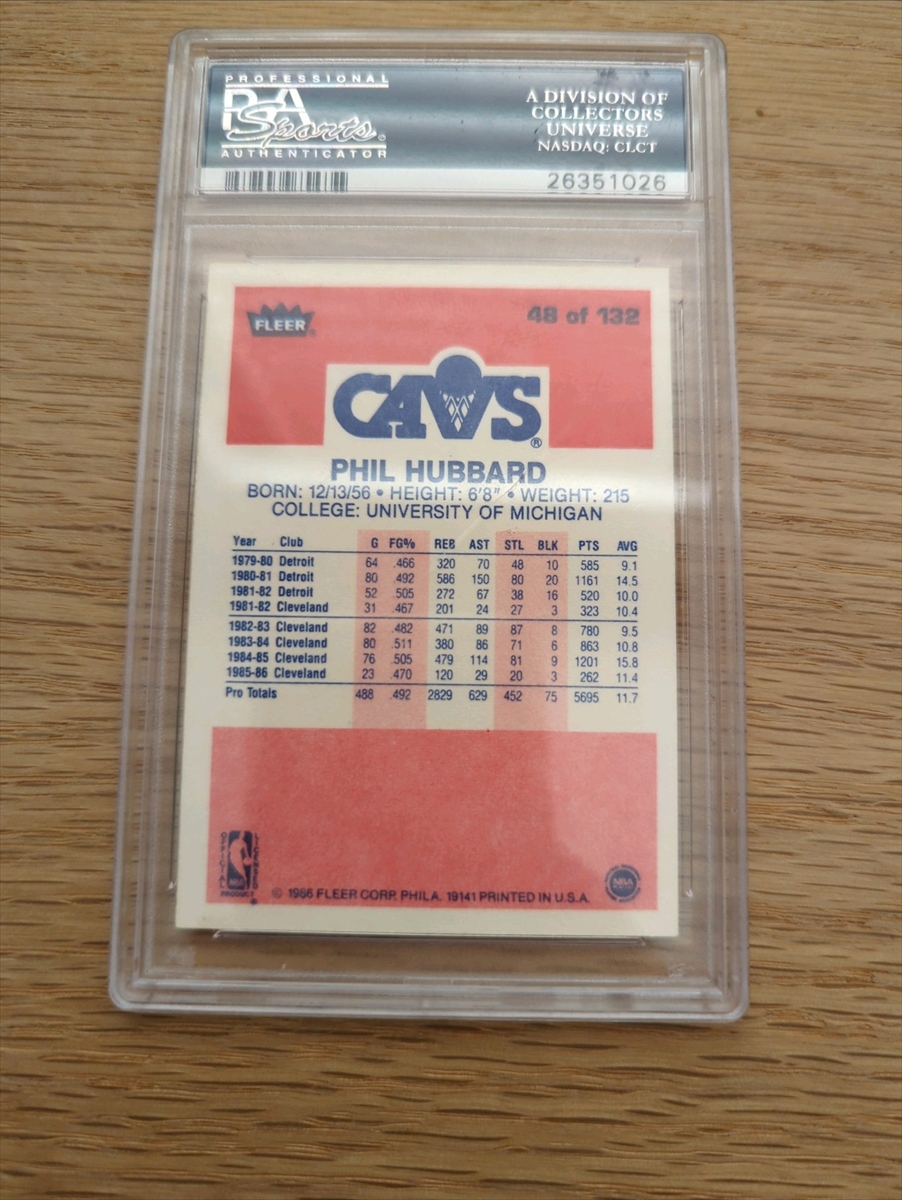 PROFESSIONAL
PSA
Sports
AUTHENTICATOR
A DIVISION OF
COLLECTORS
UNIVERSE
NASDAQ: CLCT
26351026
FLEER®
48 of 132
CAVS®
PHIL HUBBARD
BORN: 12/13/56 • HEIGHT: 6'8" • WEIGHT: 215
COLLEGE: UNIVERSITY OF MICHIGAN
Year Club G FG% REB AST STL BLK PTS AVG
1979-80 Detroit 64 .466 320 70 48 10 585 9.1
1980-81 Detroit 80 .492 586 150 80 20 1161 14.5
1981-82 Detroit 52 .505 272 67 38 16 520 10.0
1981-82 Cleveland 31 .467 201 24 27 3 323 10.4
1982-83 Cleveland 82 .482 471 89 87 8 780 9.5
1983-84 Cleveland 80 .511 380 86 71 6 863 10.8
1984-85 Cleveland 76 .505 479 114 81 9 1201 15.8
1985-86 Cleveland 23 .470 120 29 20 3 262 11.4
Pro Totals 488 .492 2829 629 452 75 5695 11.7
OFFICIAL
LICENSED
NBA
PRODUCT
© 1986 FLEER CORP. PHILA. 19141 PRINTED IN U.S.A.
NBA